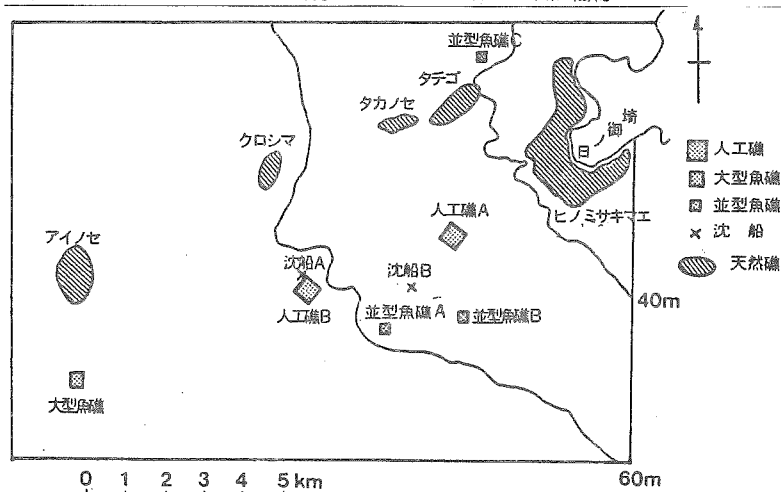 並型魚礁C
タチゴ
タカノセ
クロシマ
日ノ御埼
人工礁
大型魚礁
並型魚礁
沈船
天然礁
ヒノミサキマエ
人工礁A
アイノセ
沈船A
沈船B
40m
人工礁B
並型魚礁A
並型魚礁B
大型魚礁
0 1 2 3 4 5km
60m